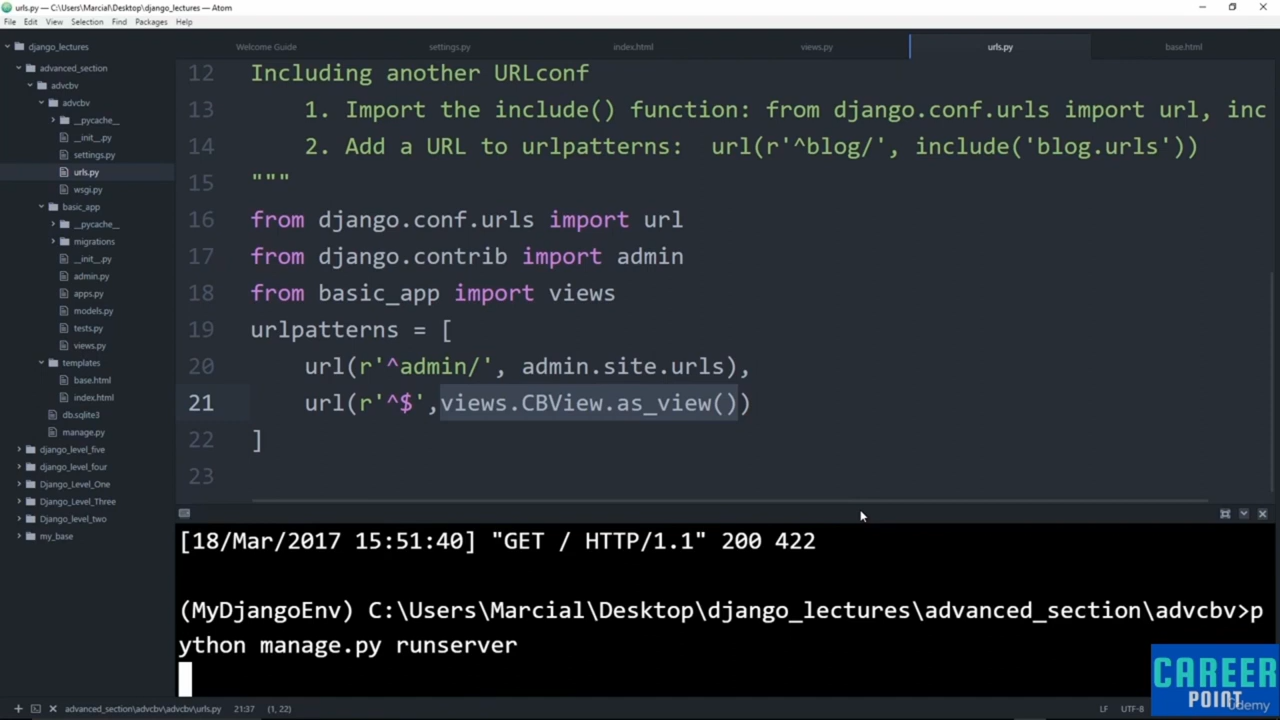 urls.py — C:\Users\Marcial\Desktop\django_lectures — Atom
File Edit View Selection Find Packages Help
django_lectures
advanced_section
advcbv
advcbv
__pycache__
__init__.py
settings.py
urls.py
wsgi.py
basic_app
__pycache__
migrations
__init__.py
admin.py
apps.py
models.py
tests.py
views.py
templates
base.html
index.html
db.sqlite3
manage.py
django_level_five
django_level_four
Django_Level_One
Django_Level_Three
Django_level_two
my_base
Welcome Guide settings.py index.html views.py urls.py base.html
12 Including another URLconf
13     1. Import the include() function: from django.conf.urls import url, inc
14     2. Add a URL to urlpatterns:  url(r'^blog/', include('blog.urls'))
15 """
16 from django.conf.urls import url
17 from django.contrib import admin
18 from basic_app import views
19 urlpatterns = [
20     url(r'^admin/', admin.site.urls),
21     url(r'^$',views.CBView.as_view())
22 ]
23
[18/Mar/2017 15:51:40] "GET / HTTP/1.1" 200 422
(MyDjangoEnv) C:\Users\Marcial\Desktop\django_lectures\advanced_section\advcbv>p
ython manage.py runserver
advanced_section\advcbv\advcbv\urls.py 21:37 (1, 22) LF UTF-8
CAREER
POINT
Udemy